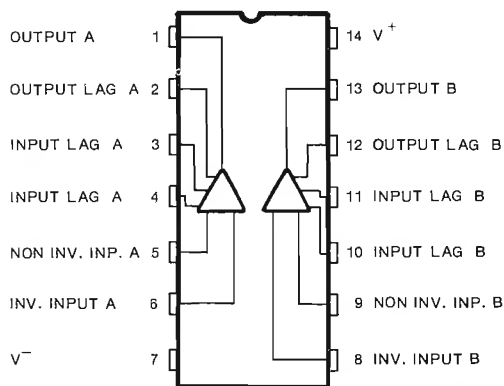 OUTPUT A 1
14 V+
OUTPUT LAG A 2
13 OUTPUT B
INPUT LAG A 3
12 OUTPUT LAG B
INPUT LAG A 4
11 INPUT LAG B
NON INV. INP. A 5
10 INPUT LAG B
INV. INPUT A 6
9 NON INV. INP. B
V− 7
8 INV. INPUT B